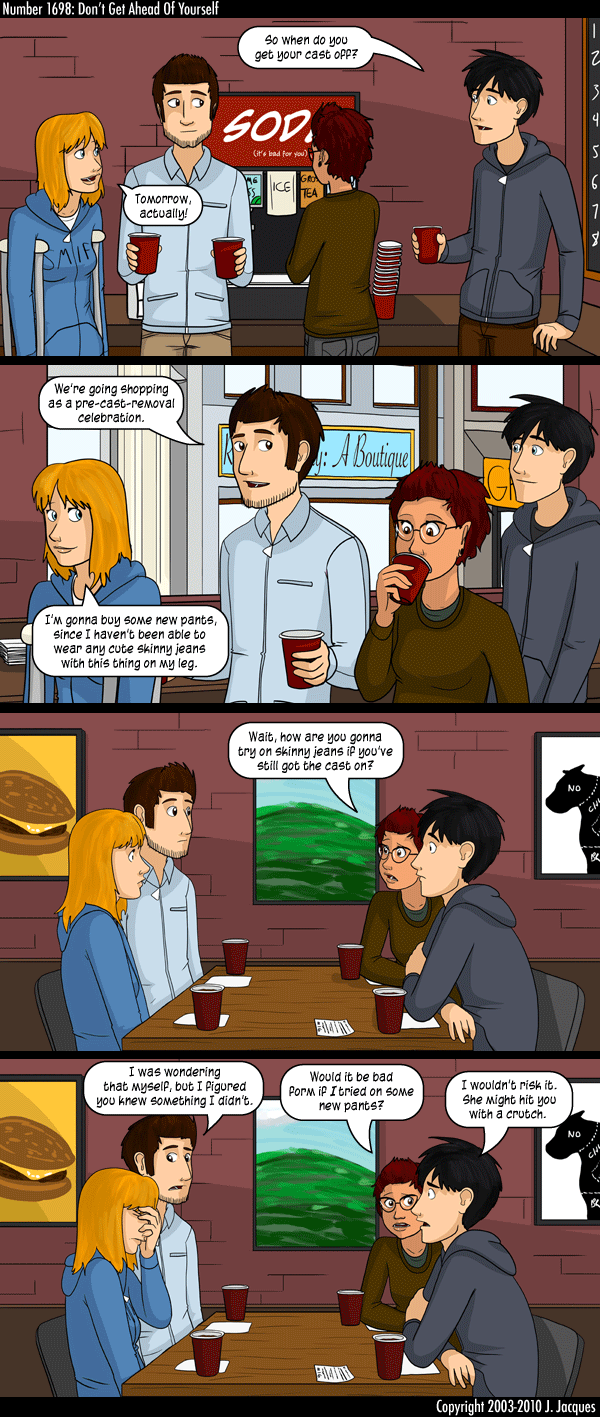 Number 1698: Don't Get Ahead Of Yourself
So when do you
get your cast off?
SOD
(it's bad for you)
ICE
TEA
1
2
3
4
5
6
7
8
Tomorrow,
actually!
SMIF
We're going shopping
as a pre-cast-removal
celebration.
: A Boutique
I'm gonna buy some new pants,
since I haven't been able to
wear any cute skinny jeans
with this thing on my leg.
Wait, how are you gonna
try on skinny jeans if you've
still got the cast on?
NO
I was wondering
that myself, but I figured
you knew something I didn't.
Would it be bad
form if I tried on some
new pants?
I wouldn't risk it.
She might hit you
with a crutch.
NO
Copyright 2003-2010 J. Jacques